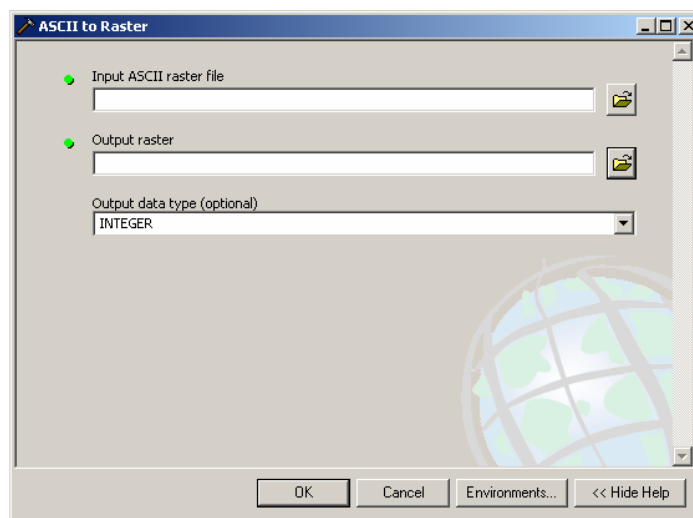 ASCII to Raster
Input ASCII raster file
Output raster
Output data type (optional)
INTEGER
OK
Cancel
Environments...
<< Hide Help